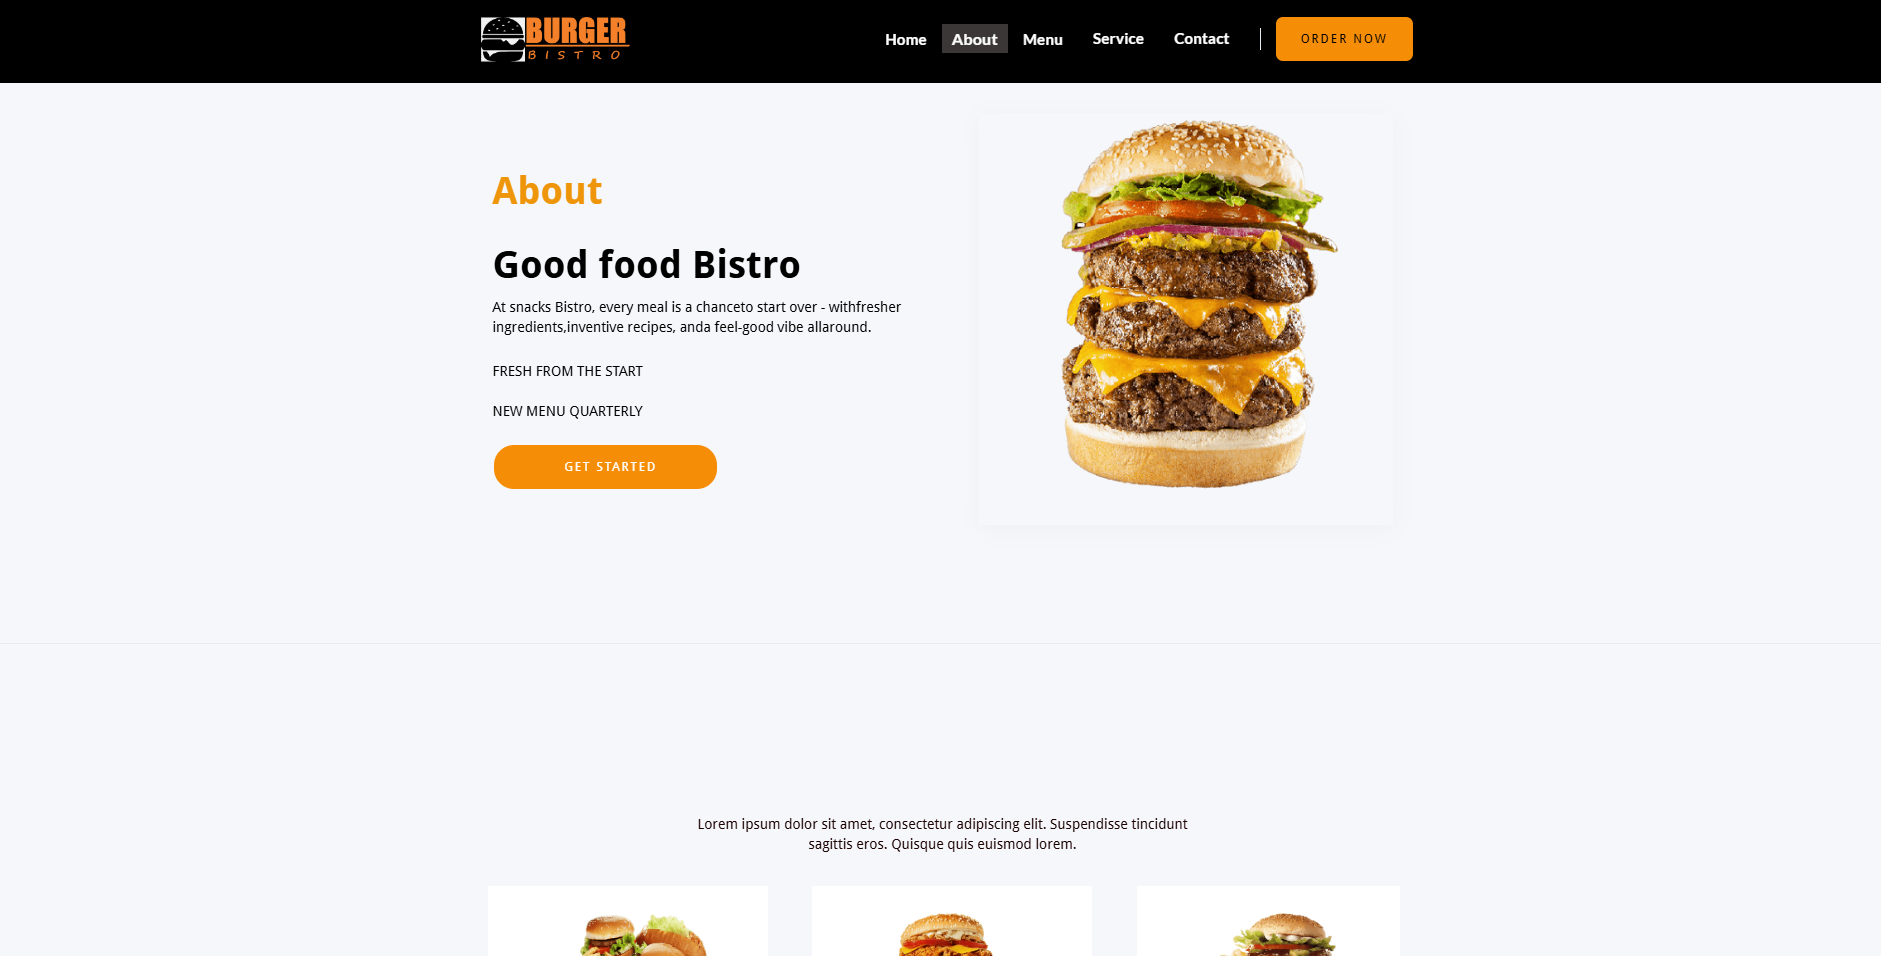 BURGER
BISTRO
Home About Menu Service Contact ORDER NOW
About
Good food Bistro
At snacks Bistro, every meal is a chanceto start over - withfresher
ingredients,inventive recipes, anda feel-good vibe allaround.
FRESH FROM THE START
NEW MENU QUARTERLY
GET STARTED
Lorem ipsum dolor sit amet, consectetur adipiscing elit. Suspendisse tincidunt
sagittis eros. Quisque quis euismod lorem.